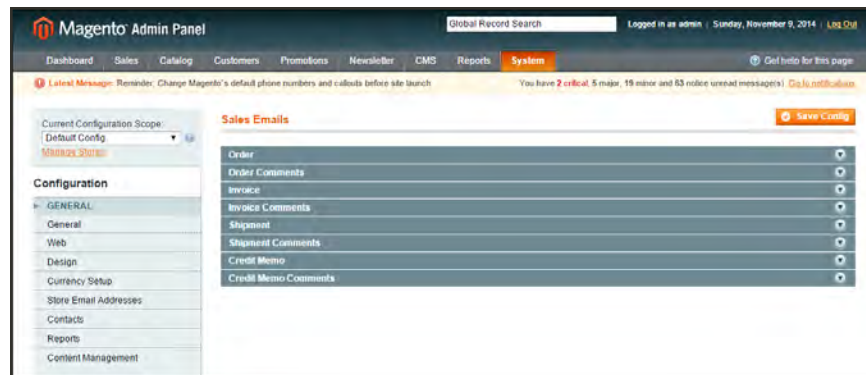 Magento Admin Panel
Global Record Search
Logged in as admin | Sunday, November 9, 2014 | Log Out
Dashboard Sales Catalog Customers Promotions Newsletter CMS Reports System
Get help for this page
Latest Message: Reminder: Change Magento's default phone numbers and callouts before site launch
You have 2 critical, 5 major, 19 minor and 63 notice unread message(s). Go to notifications
Current Configuration Scope:
Default Config
Manage Stores
Configuration
GENERAL
General
Web
Design
Currency Setup
Store Email Addresses
Contacts
Reports
Content Management
Sales Emails
Save Config
Order
Order Comments
Invoice
Invoice Comments
Shipment
Shipment Comments
Credit Memo
Credit Memo Comments